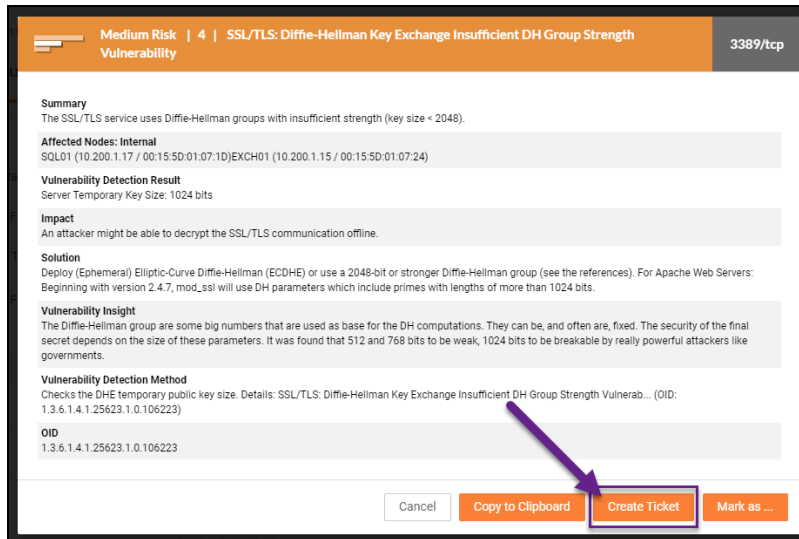 Medium Risk | 4 | SSL/TLS: Diffie-Hellman Key Exchange Insufficient DH Group Strength
Vulnerability
3389/tcp
Summary
The SSL/TLS service uses Diffie-Hellman groups with insufficient strength (key size < 2048).
Affected Nodes: Internal
SQL01 (10.200.1.17 / 00:15:5D:01:07:1D)EXCH01 (10.200.1.15 / 00:15:5D:01:07:24)
Vulnerability Detection Result
Server Temporary Key Size: 1024 bits
Impact
An attacker might be able to decrypt the SSL/TLS communication offline.
Solution
Deploy (Ephemeral) Elliptic-Curve Diffie-Hellman (ECDHE) or use a 2048-bit or stronger Diffie-Hellman group (see the references). For Apache Web Servers:
Beginning with version 2.4.7, mod_ssl will use DH parameters which include primes with lengths of more than 1024 bits.
Vulnerability Insight
The Diffie-Hellman group are some big numbers that are used as base for the DH computations. They can be, and often are, fixed. The security of the final
secret depends on the size of these parameters. It was found that 512 and 768 bits to be weak, 1024 bits to be breakable by really powerful attackers like
governments.
Vulnerability Detection Method
Checks the DHE temporary public key size. Details: SSL/TLS: Diffie-Hellman Key Exchange Insufficient DH Group Strength Vulnerab... (OID:
1.3.6.1.4.1.25623.1.0.106223)
OID
1.3.6.1.4.1.25623.1.0.106223
Cancel
Copy to Clipboard
Create Ticket
Mark as ...